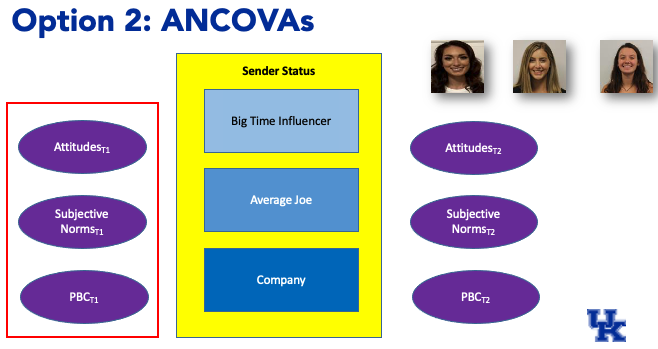 Option 2: ANCOVAs
Sender Status
Big Time Influencer
Average Joe
Company
Attitudes T1
Subjective
Norms T1
PBC T1
Attitudes T2
Subjective
Norms T2
PBC T2
UK